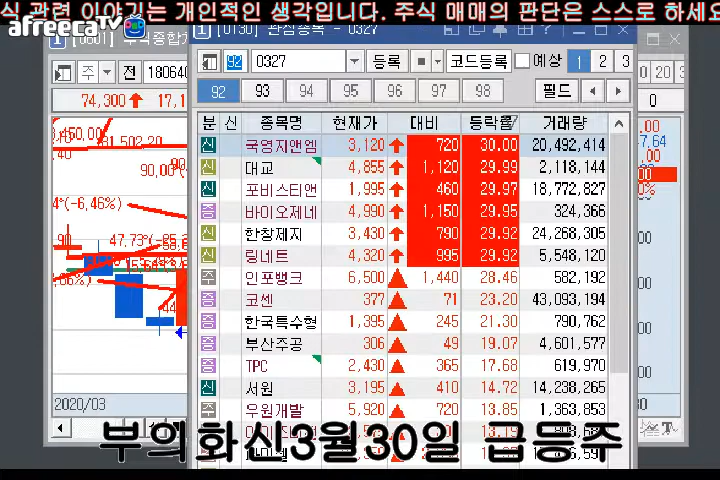 식 관련 이야기는 개인적인 생각입니다. 주식 매매의 판단은 스스로 하세요
afreecaTV
[0130] 관심종목 - 0327
92 0327 등록 코드등록 예상 1 2 3
주 전 180640
92 93 94 95 96 97 98 필드
74,300 17,1
분 신 종목명 현재가 대비 등락률 거래량
신 국영지앤엠 3,120 720 30.00 20,492,414
신 대교 4,855 1,120 29.99 2,118,144
신 포비스티앤 1,995 460 29.97 18,772,827
증 바이오제네 4,990 1,150 29.95 324,366
신 한창제지 3,430 790 29.92 24,268,305
신 링네트 4,320 995 29.92 5,548,120
주 인포뱅크 6,500 1,440 28.46 582,192
증 코센 377 71 23.20 43,093,194
증 한국특수형 1,395 245 21.30 790,762
증 부산주공 306 49 19.07 4,601,577
증 TPC 2,430 365 17.68 619,970
신 서원 3,195 410 14.72 14,238,265
주 우원개발 5,920 720 13.85 1,363,853
2020/03
부의화신3월30일 급등주